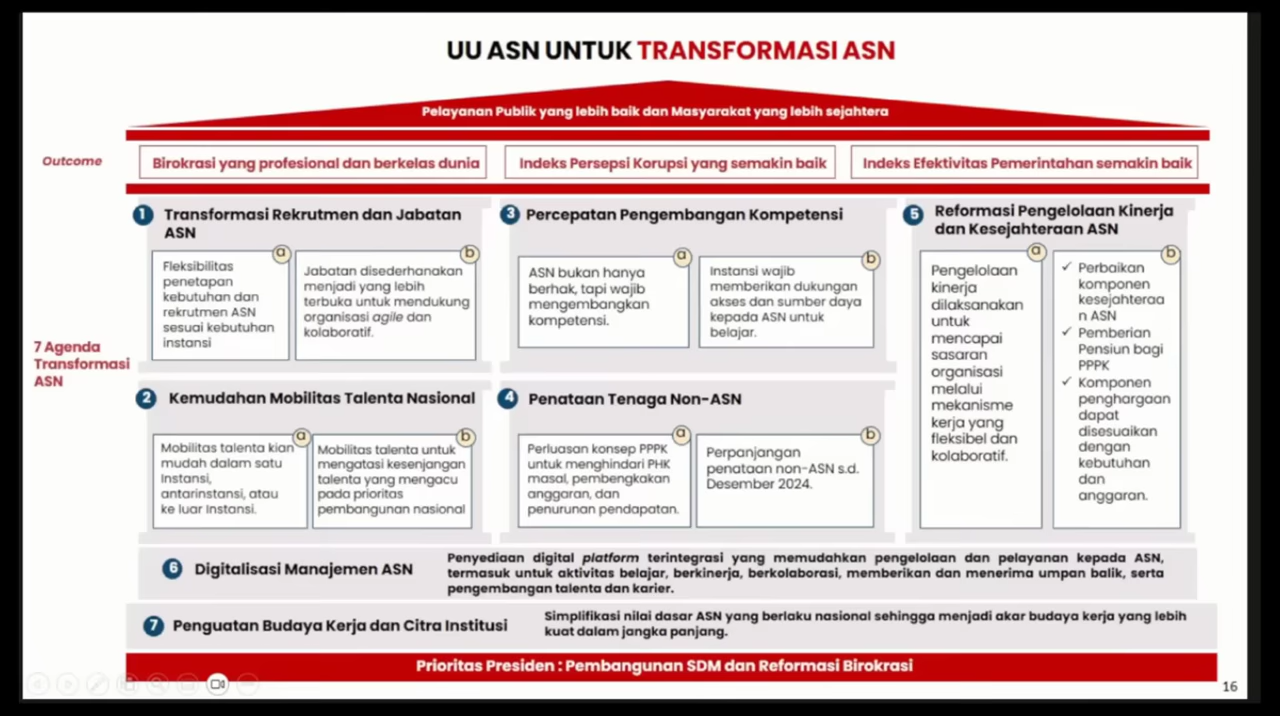 UU ASN UNTUK TRANSFORMASI ASN
Pelayanan Publik yang lebih baik dan Masyarakat yang lebih sejahtera
Outcome
Birokrasi yang profesional dan berkelas dunia
Indeks Persepsi Korupsi yang semakin baik
Indeks Efektivitas Pemerintahan semakin baik
7 Agenda
Transformasi
ASN
1
Transformasi Rekrutmen dan Jabatan
ASN
a
Fleksibilitas
penetapan
kebutuhan dan
rekrutmen ASN
sesuai kebutuhan
instansi
b
Jabatan disederhanakan
menjadi yang lebih
terbuka untuk mendukung
organisasi agile dan
kolaboratif.
2
Kemudahan Mobilitas Talenta Nasional
a
Mobilitas talenta kian
mudah dalam satu
Instansi,
antarinstansi, atau
ke luar Instansi.
b
Mobilitas talenta untuk
mengatasi kesenjangan
talenta yang mengacu
pada prioritas
pembangunan nasional
3
Percepatan Pengembangan Kompetensi
a
ASN bukan hanya
berhak, tapi wajib
mengembangkan
kompetensi.
b
Instansi wajib
memberikan dukungan
akses dan sumber daya
kepada ASN untuk
belajar.
4
Penataan Tenaga Non-ASN
a
Perluasan konsep PPPK
untuk menghindari PHK
masal, pembengkakan
anggaran, dan
penurunan pendapatan.
b
Perpanjangan
penataan non-ASN s.d.
Desember 2024.
5
Reformasi Pengelolaan Kinerja
dan Kesejahteraan ASN
a
Pengelolaan
kinerja
dilaksanakan
untuk
mencapai
sasaran
organisasi
melalui
mekanisme
kerja yang
fleksibel dan
kolaboratif.
b
✓ Perbaikan
komponen
kesejahteraa
n ASN
✓ Pemberian
Pensiun bagi
PPPK
✓ Komponen
penghargaan
dapat
disesuaikan
dengan
kebutuhan
dan
anggaran.
6
Digitalisasi Manajemen ASN
Penyediaan digital platform terintegrasi yang memudahkan pengelolaan dan pelayanan kepada ASN,
termasuk untuk aktivitas belajar, berkinerja, berkolaborasi, memberikan dan menerima umpan balik, serta
pengembangan talenta dan karier.
7
Penguatan Budaya Kerja dan Citra Institusi
Simplifikasi nilai dasar ASN yang berlaku nasional sehingga menjadi akar budaya kerja yang lebih
kuat dalam jangka panjang.
Prioritas Presiden : Pembangunan SDM dan Reformasi Birokrasi
16